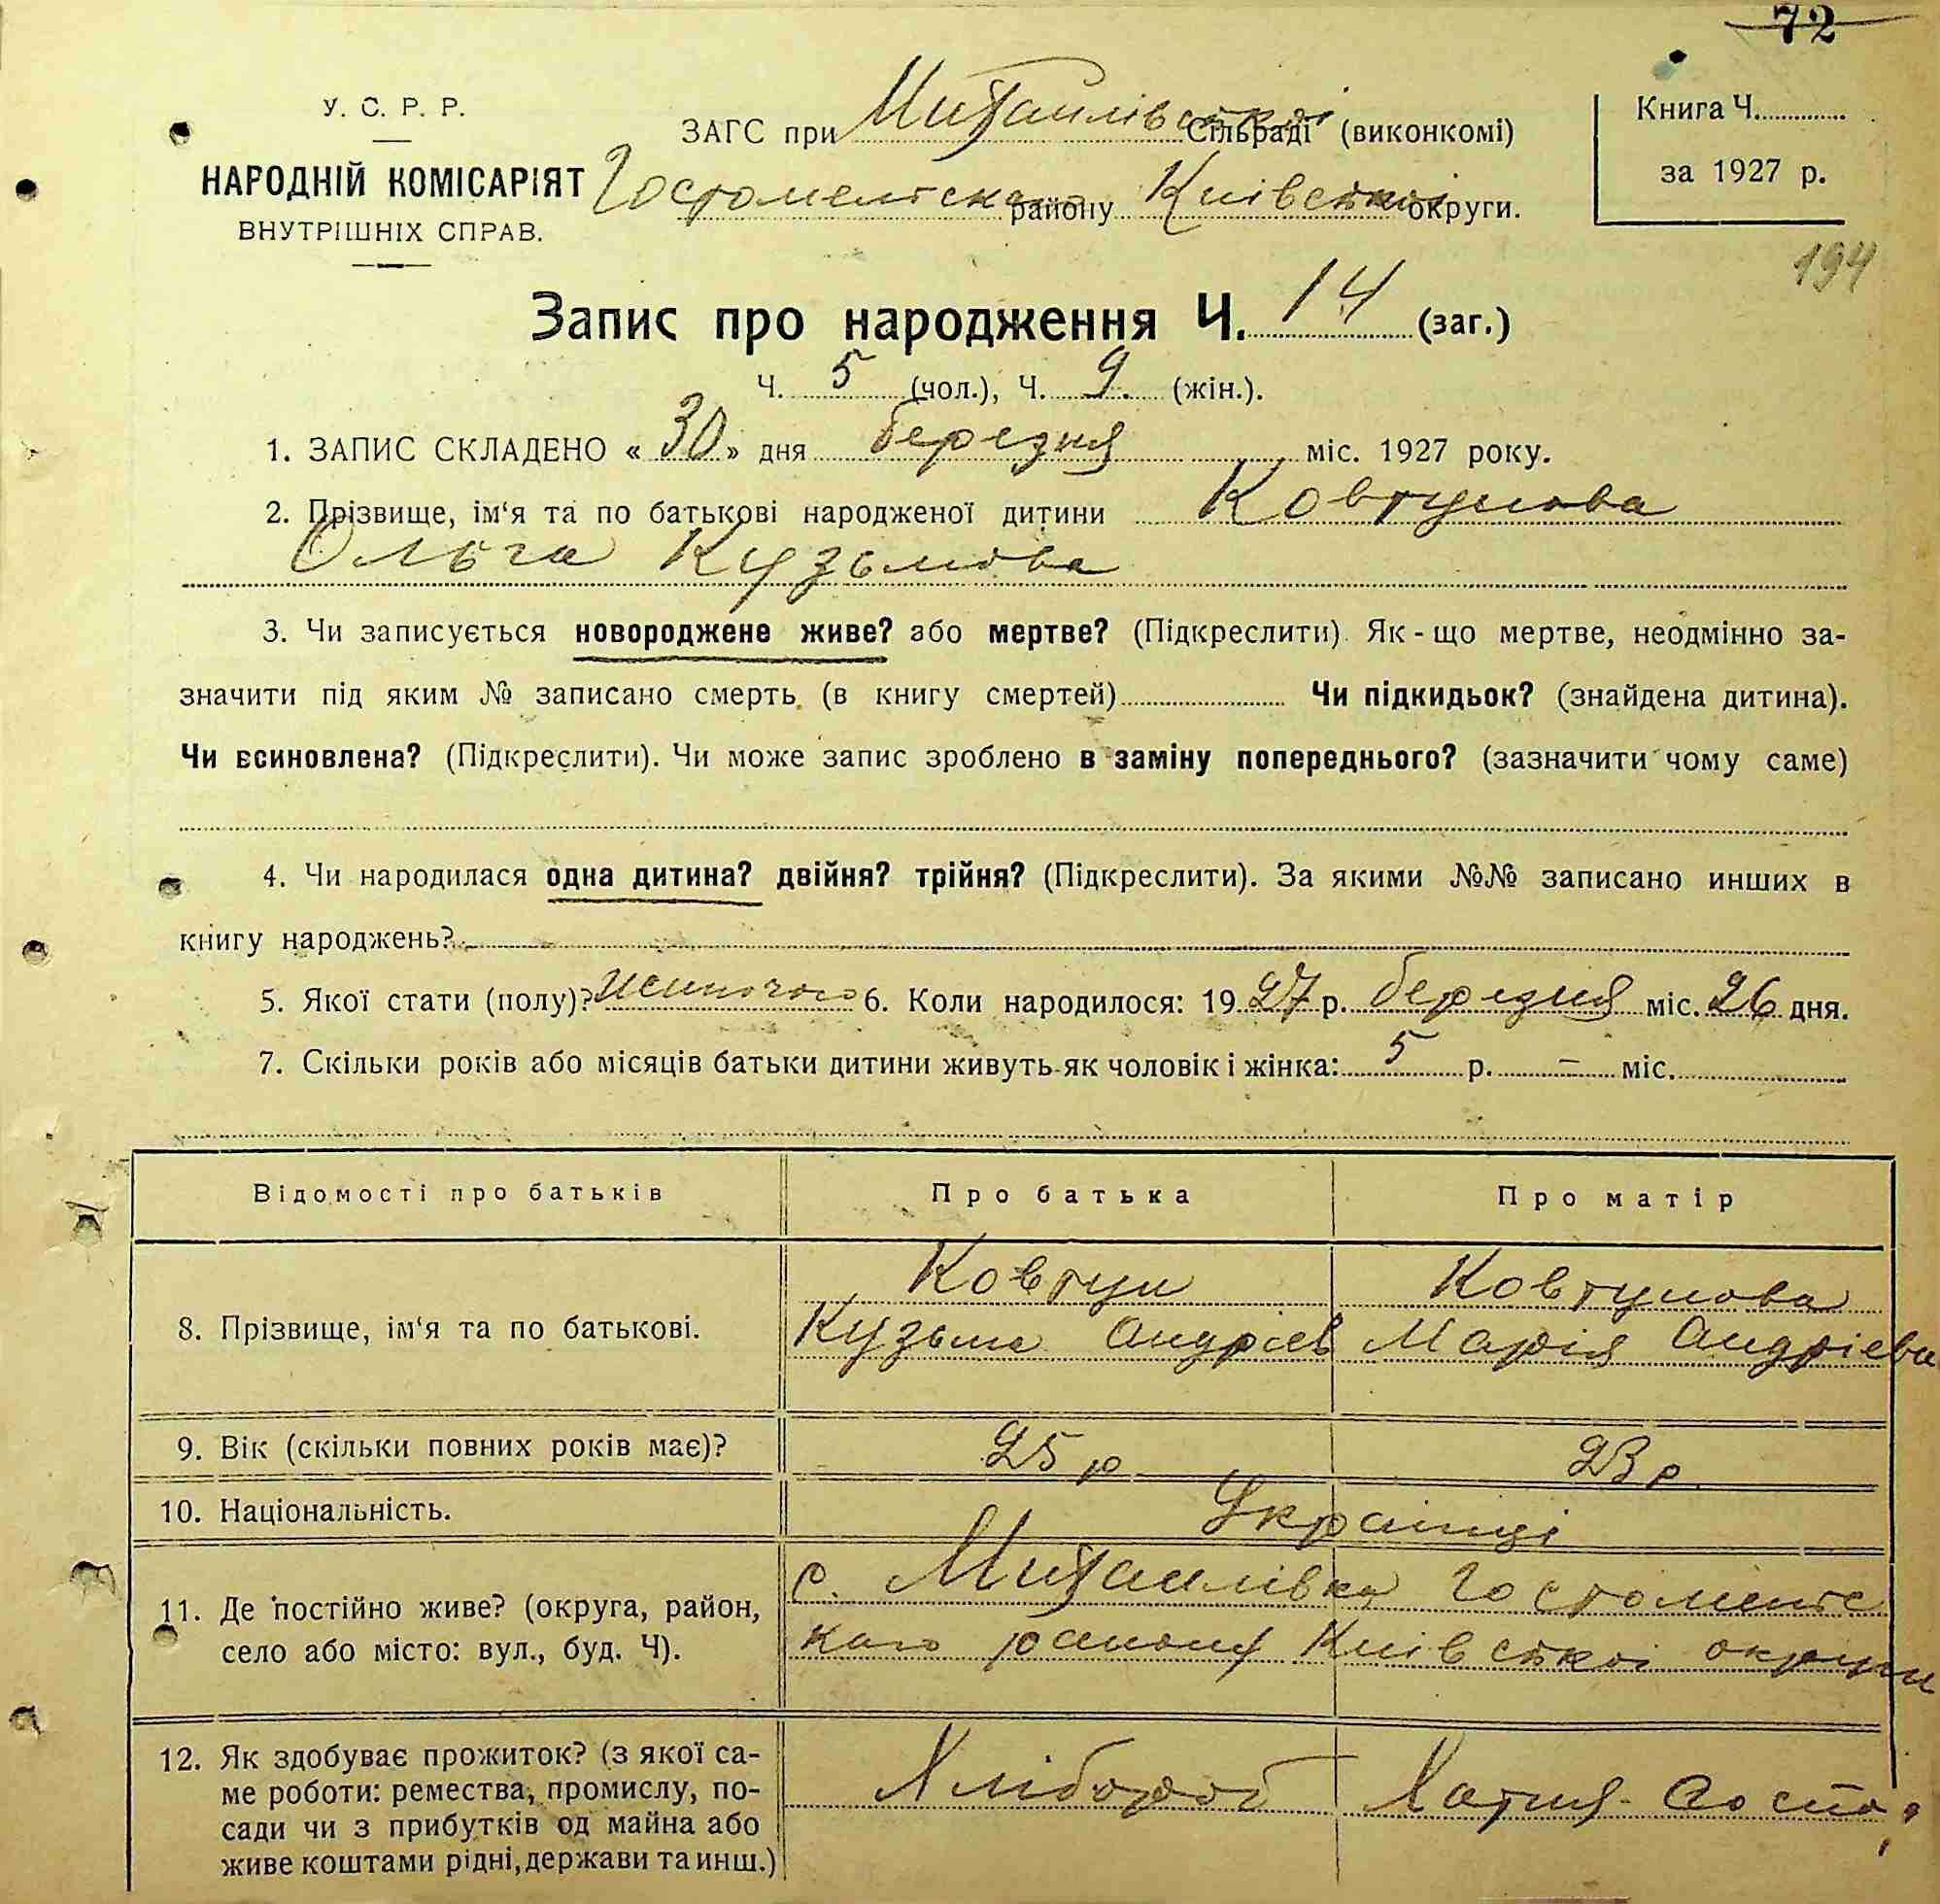 72
У. С. Р. Р.
НАРОДНІЙ КОМІСАРІЯТ
ВНУТРІШНІХ СПРАВ.
ЗАГС при Михайлівській Сільраді (виконкомі)
району Київської округи.
Книга Ч.
за 1927 р.
194
Запис про народження Ч. 14 (заг.)
Ч. 5 (чол.), Ч. 9. (жін.).
1. ЗАПИС СКЛАДЕНО « 30 » дня березня міс. 1927 року.
2. Прізвище, ім‘я та по батькові народженої дитини Ковтунова
Ольга Кузьмова
3. Чи записується новороджене живе? або мертве? (Підкреслити) Як-що мертве, неодмінно за-
значити під яким № записано смерть (в книгу смертей) Чи підкидьок? (знайдена дитина).
Чи всиновлена? (Підкреслити). Чи може запис зроблено в заміну попереднього? (зазначити чому саме)
4. Чи народилася одна дитина? двійня? трійня? (Підкреслити). За якими №№ записано инших в
книгу народжень?
5. Якої стати (полу)? жиночого 6. Коли народилося: 1927 р. березня міс. 26 дня.
7. Скільки років або місяців батьки дитини живуть як чоловік і жінка: 5 р. – міс.
Відомості про батьків
Про батька
Про матір
8. Прізвище, ім‘я та по батькові.
Ковтун
Кузьма Андріев
Ковтунова
Марія Андріева
9. Вік (скільки повних років має)?
25 р
23 р
10. Національність.
Українці
11. Де постійно живе? (округа, район,
село або місто: вул., буд. Ч).
с. Михайлівка Гостоменс
кого району Київської округи
12. Як здобуває прожиток? (з якої са-
ме роботи: ремества, промислу, по-
сади чи з прибутків од майна або
живе коштами рідні, держави та инш.)
Хлібороб
Хатня